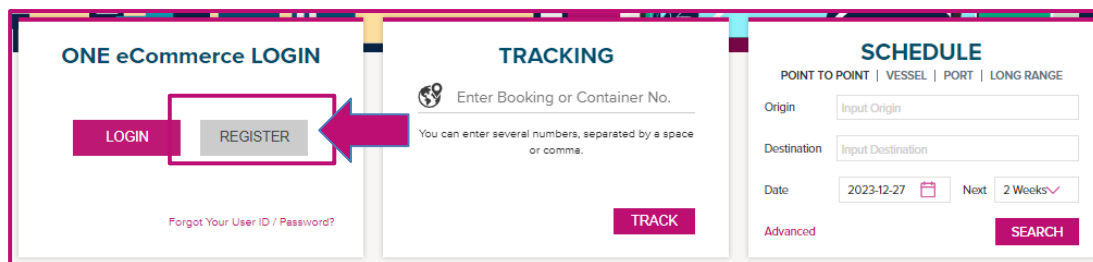 ONE eCommerce LOGIN
LOGIN
REGISTER
Forgot Your User ID / Password?
TRACKING
Enter Booking or Container No.
You can enter several numbers, separated by a space
or comma.
TRACK
SCHEDULE
POINT TO POINT | VESSEL | PORT | LONG RANGE
Origin Input Origin
Destination Input Destination
Date 2023-12-27 Next 2 Weeks
Advanced SEARCH